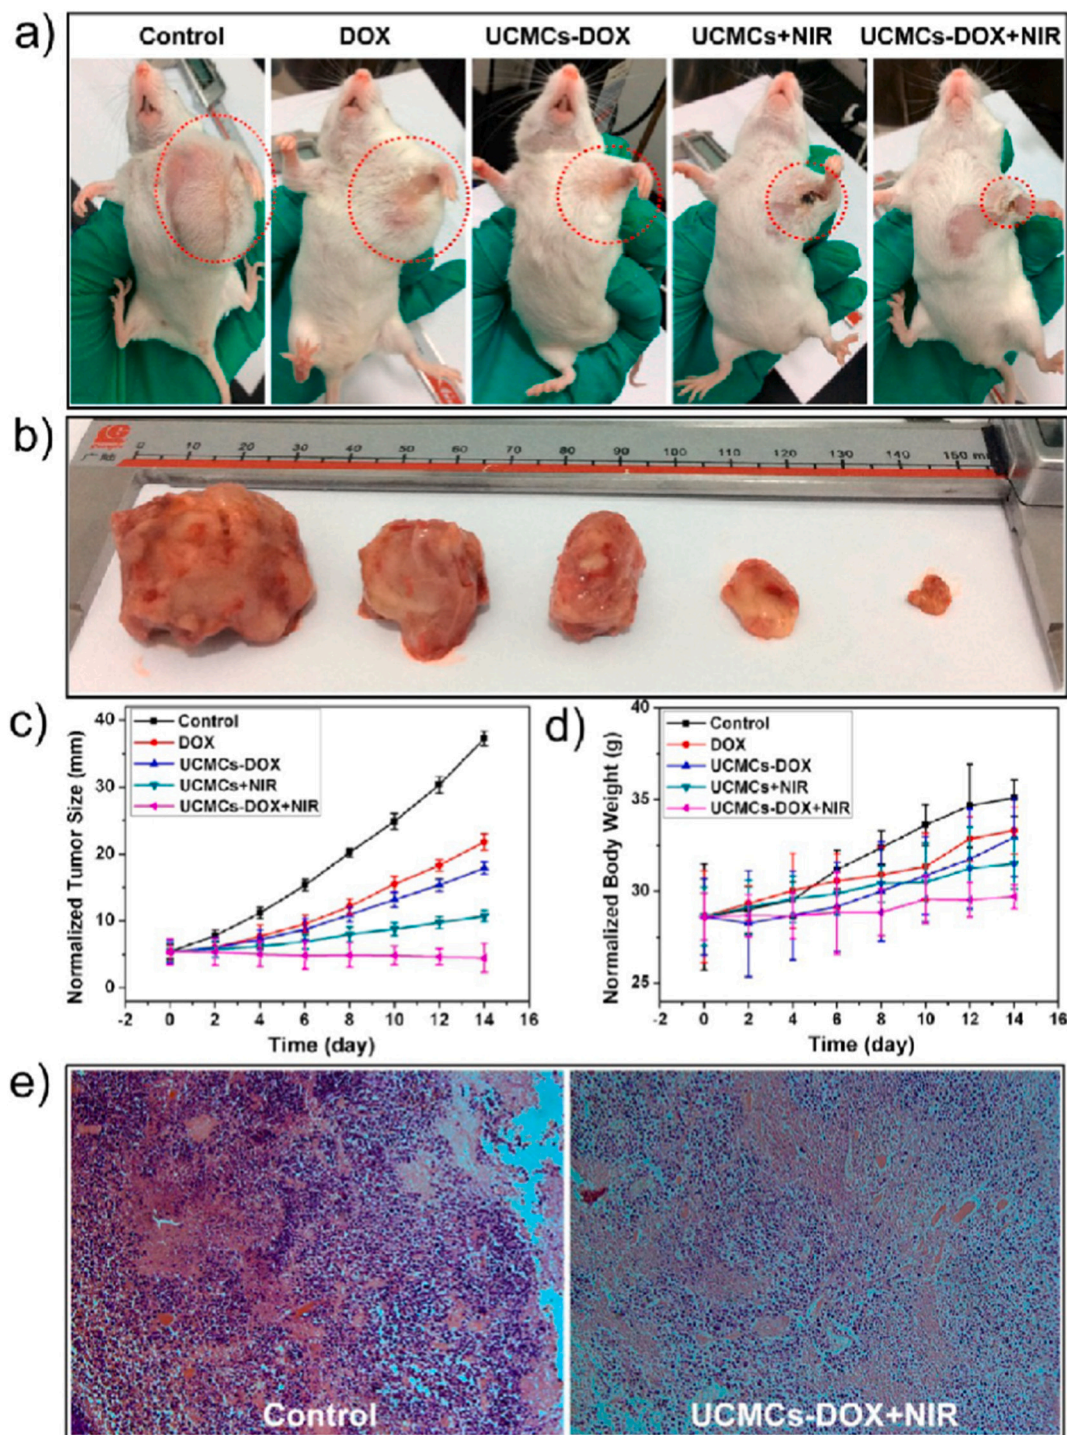 a)
Control DOX UCMCs-DOX UCMCs+NIR UCMCs-DOX+NIR
b)
0 10 20 30 40 50 60 70 80 90 100 110 120 130 140 150 mm
c)
Normalized Tumor Size (mm)
40
30
20
10
0
Control
DOX
UCMCs-DOX
UCMCs+NIR
UCMCs-DOX+NIR
-2 0 2 4 6 8 10 12 14 16
Time (day)
d)
Normalized Body Weight (g)
40
35
30
25
Control
DOX
UCMCs-DOX
UCMCs+NIR
UCMCs-DOX+NIR
-2 0 2 4 6 8 10 12 14 16
Time (day)
e)
Control UCMCs-DOX+NIR